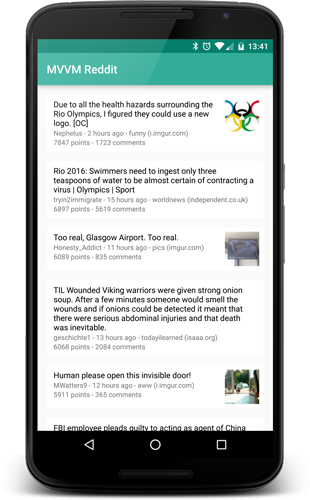 13:41
MVVM Reddit
Due to all the health hazards surrounding the
Rio Olympics, I figured they could use a new
logo. [OC]
Nephelus - 2 hours ago - funny (i.imgur.com)
7847 points - 1723 comments
Rio 2016: Swimmers need to ingest only three
teaspoons of water to be almost certain of contracting a
virus | Olympics | Sport
tryin2immigrate - 15 hours ago - worldnews (independent.co.uk)
6897 points - 5619 comments
Too real, Glasgow Airport. Too real.
Honesty_Addict - 11 hours ago - pics (i.imgur.com)
6089 points - 835 comments
TIL Wounded Viking warriors were given strong onion
soup. After a few minutes someone would smell the
wounds and if onions could be detected it meant that
there were serious abdominal injuries and that death
was inevitable.
geschichte1 - 13 hours ago - todayilearned (isaaa.org)
6068 points - 2084 comments
Human please open this invisible door!
MWatters9 - 12 hours ago - aww (i.imgur.com)
5911 points - 365 comments
FBI employee pleads guilty to acting as agent of China